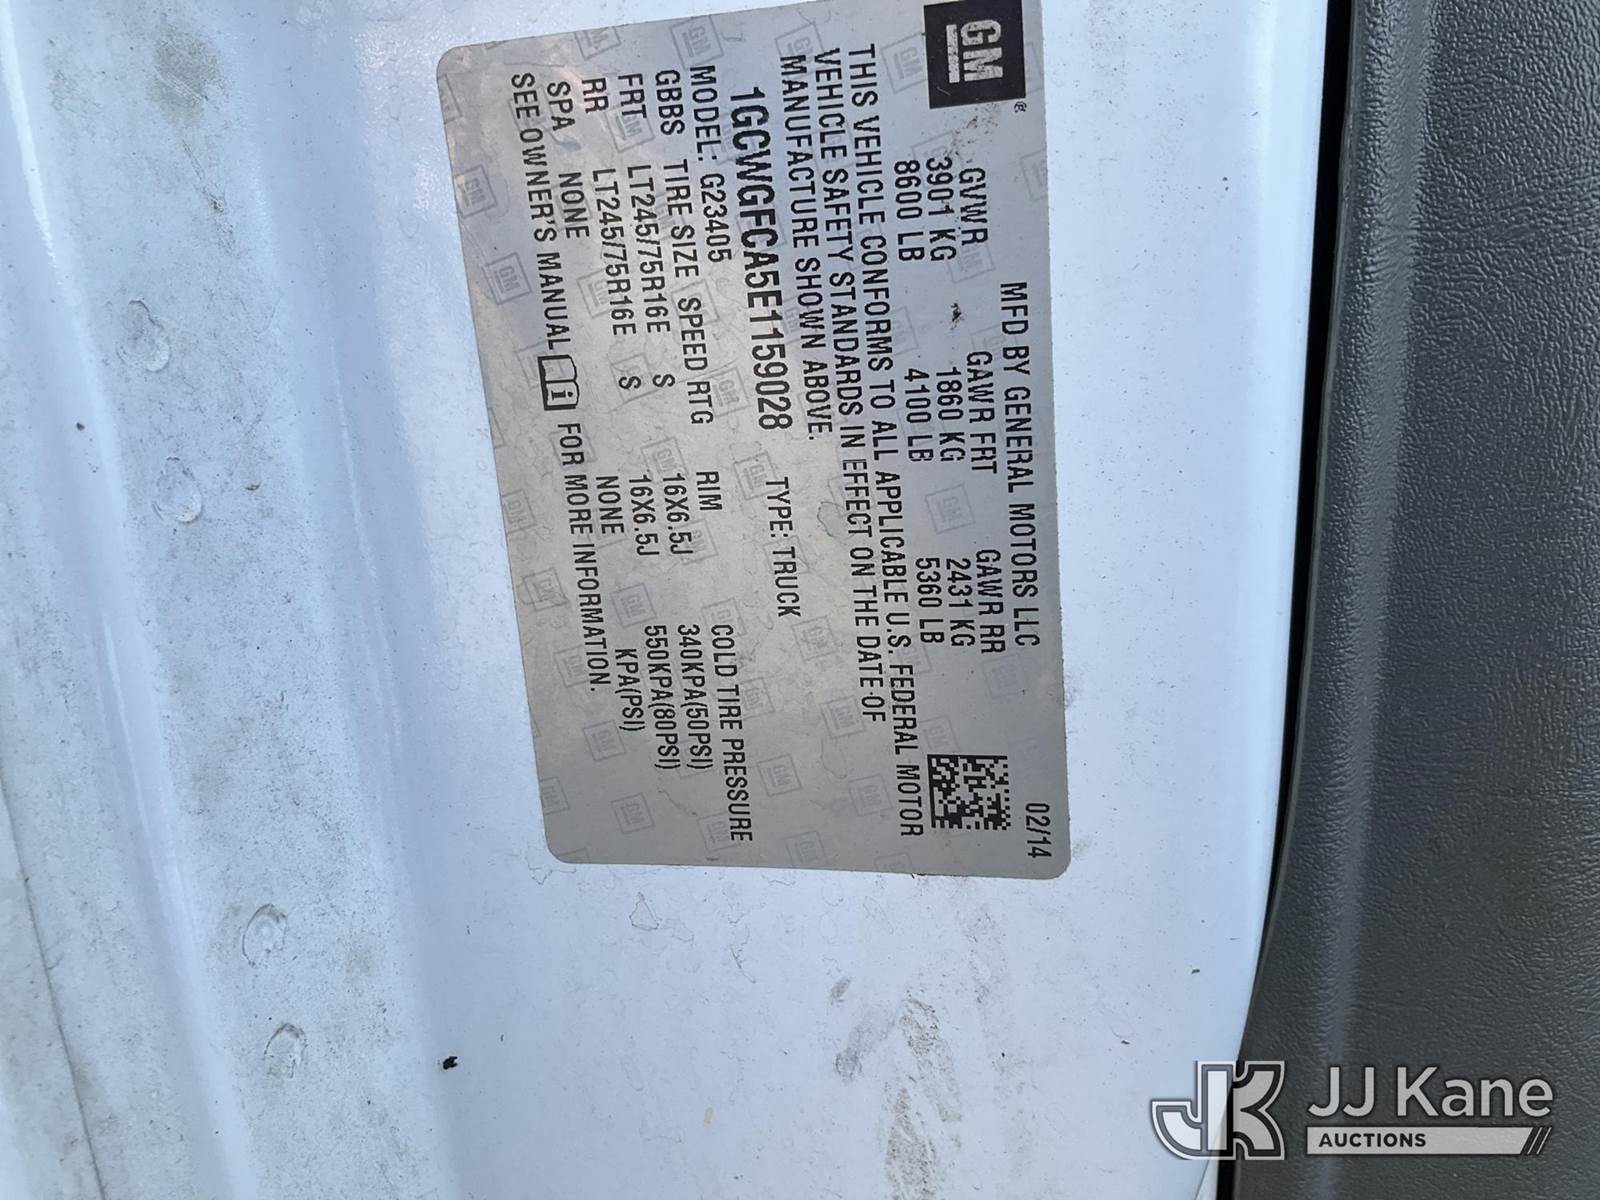 GM®
MFD BY GENERAL MOTORS LLC 02/14
GVWR GAWR FRT GAWR RR
3901 KG 1860 KG 2431 KG
8600 LB 4100 LB 5360 LB
THIS VEHICLE CONFORMS TO ALL APPLICABLE U.S. FEDERAL MOTOR
VEHICLE SAFETY STANDARDS IN EFFECT ON THE DATE OF
MANUFACTURE SHOWN ABOVE.
1GCWGFCA5E1159028 TYPE: TRUCK
MODEL: G23405
GBBS TIRE SIZE SPEED RTG RIM COLD TIRE PRESSURE
FRT LT245/75R16E S 16X6.5J 340KPA(50PSI)
RR LT245/75R16E S 16X6.5J 550KPA(80PSI)
SPA NONE NONE KPA(PSI)
SEE OWNER'S MANUAL i FOR MORE INFORMATION.
JK JJ Kane
AUCTIONS